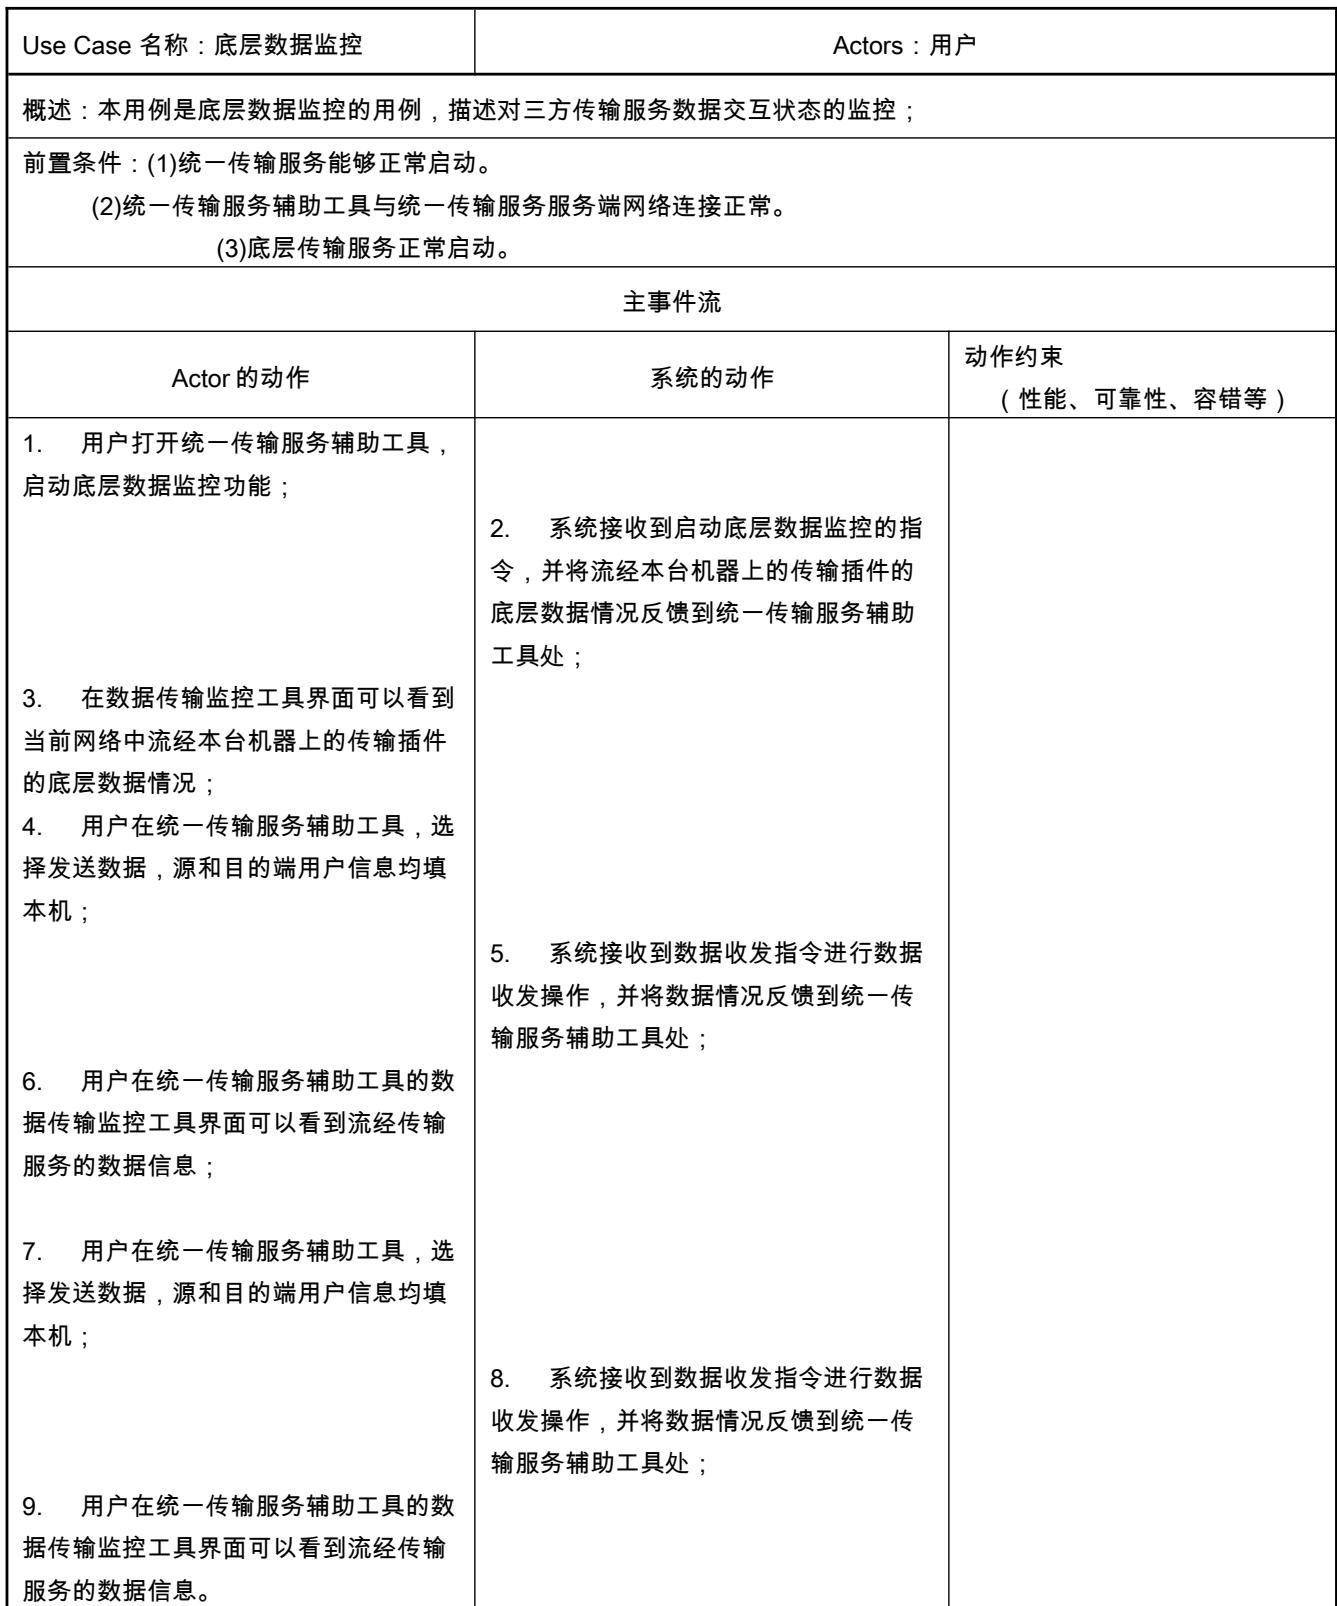 Use Case 名称：底层数据监控
Actors：用户
概述：本用例是底层数据监控的用例，描述对三方传输服务数据交互状态的监控；
前置条件：(1)统一传输服务能够正常启动。
(2)统一传输服务辅助工具与统一传输服务服务端网络连接正常。
(3)底层传输服务正常启动。
主事件流
Actor 的动作
系统的动作
动作约束
（性能、可靠性、容错等）
1. 用户打开统一传输服务辅助工具，
启动底层数据监控功能；
2. 系统接收到启动底层数据监控的指
令，并将流经本台机器上的传输插件的
底层数据情况反馈到统一传输服务辅助
工具处；
3. 在数据传输监控工具界面可以看到
当前网络中流经本台机器上的传输插件
的底层数据情况；
4. 用户在统一传输服务辅助工具，选
择发送数据，源和目的端用户信息均填
本机；
5. 系统接收到数据收发指令进行数据
收发操作，并将数据情况反馈到统一传
输服务辅助工具处；
6. 用户在统一传输服务辅助工具的数
据传输监控工具界面可以看到流经传输
服务的数据信息；
7. 用户在统一传输服务辅助工具，选
择发送数据，源和目的端用户信息均填
本机；
8. 系统接收到数据收发指令进行数据
收发操作，并将数据情况反馈到统一传
输服务辅助工具处；
9. 用户在统一传输服务辅助工具的数
据传输监控工具界面可以看到流经传输
服务的数据信息。